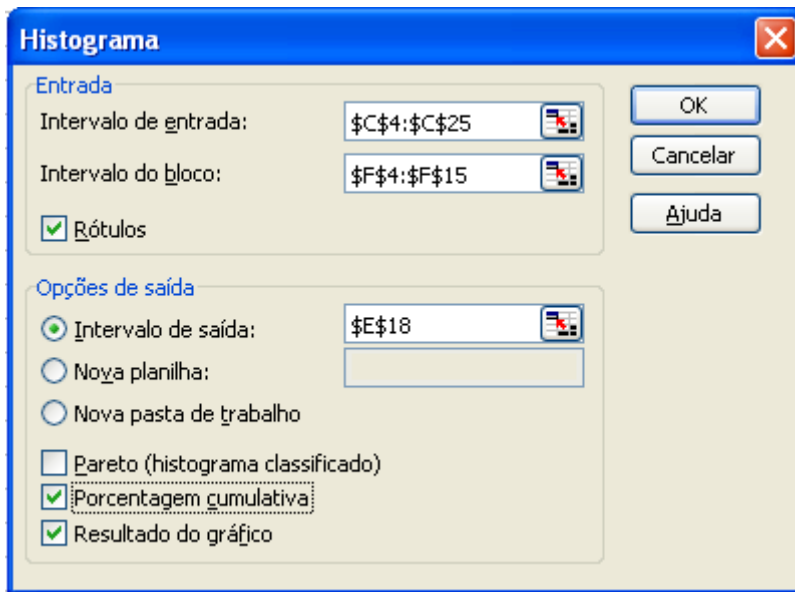 Histograma
Entrada
Intervalo de entrada: $C$4:$C$25
Intervalo do bloco: $F$4:$F$15
Rótulos
OK
Cancelar
Ajuda
Opções de saída
Intervalo de saída: $E$18
Nova planilha:
Nova pasta de trabalho
Pareto (histograma classificado)
Porcentagem cumulativa
Resultado do gráfico